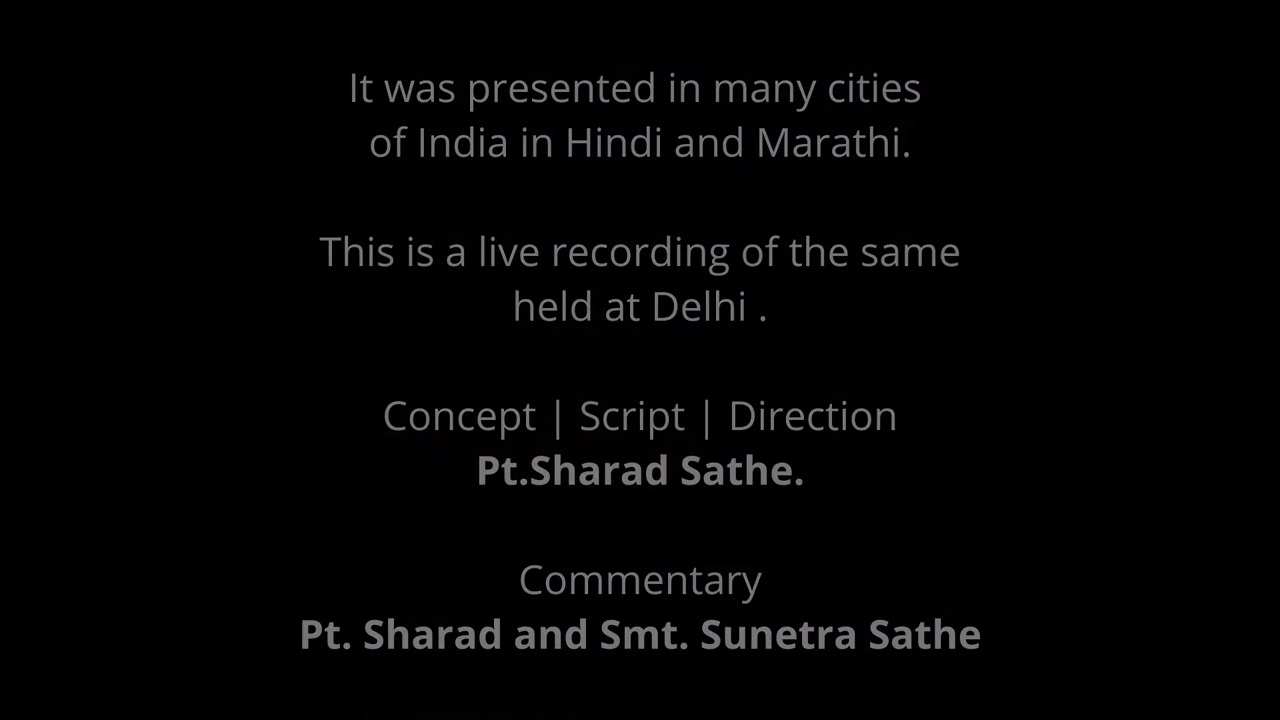 It was presented in many cities
of India in Hindi and Marathi.
This is a live recording of the same
held at Delhi .
Concept | Script | Direction
Pt.Sharad Sathe.
Commentary
Pt. Sharad and Smt. Sunetra Sathe